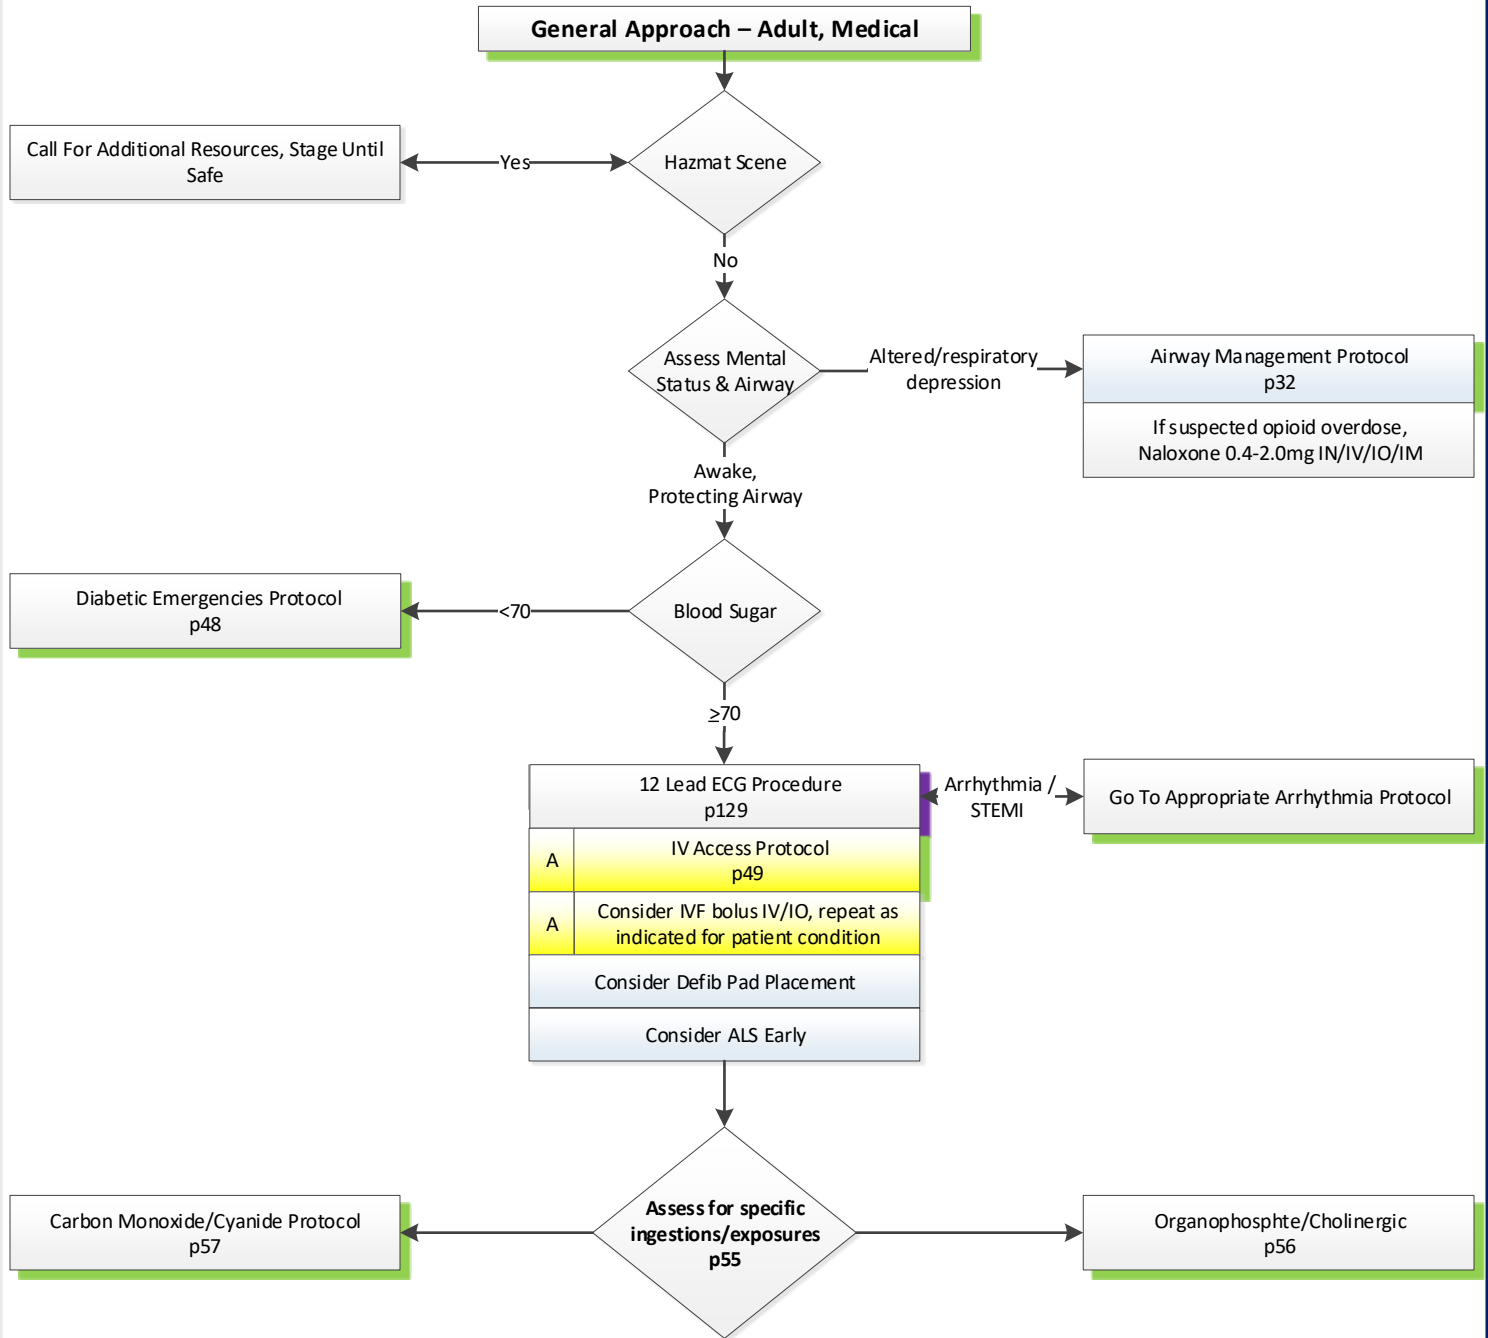 General Approach – Adult, Medical
Call For Additional Resources, Stage Until
Safe
Yes
Hazmat Scene
No
Assess Mental
Status & Airway
Altered/respiratory
depression
Airway Management Protocol
p32
If suspected opioid overdose,
Naloxone 0.4-2.0mg IN/IV/IO/IM
Awake,
Protecting Airway
Diabetic Emergencies Protocol
p48
<70
Blood Sugar
≥70
12 Lead ECG Procedure
p129
Arrhythmia /
STEMI
Go To Appropriate Arrhythmia Protocol
A
IV Access Protocol
p49
A
Consider IVF bolus IV/IO, repeat as
indicated for patient condition
Consider Defib Pad Placement
Consider ALS Early
Carbon Monoxide/Cyanide Protocol
p57
Assess for specific
ingestions/exposures
p55
Organophosphte/Cholinergic
p56